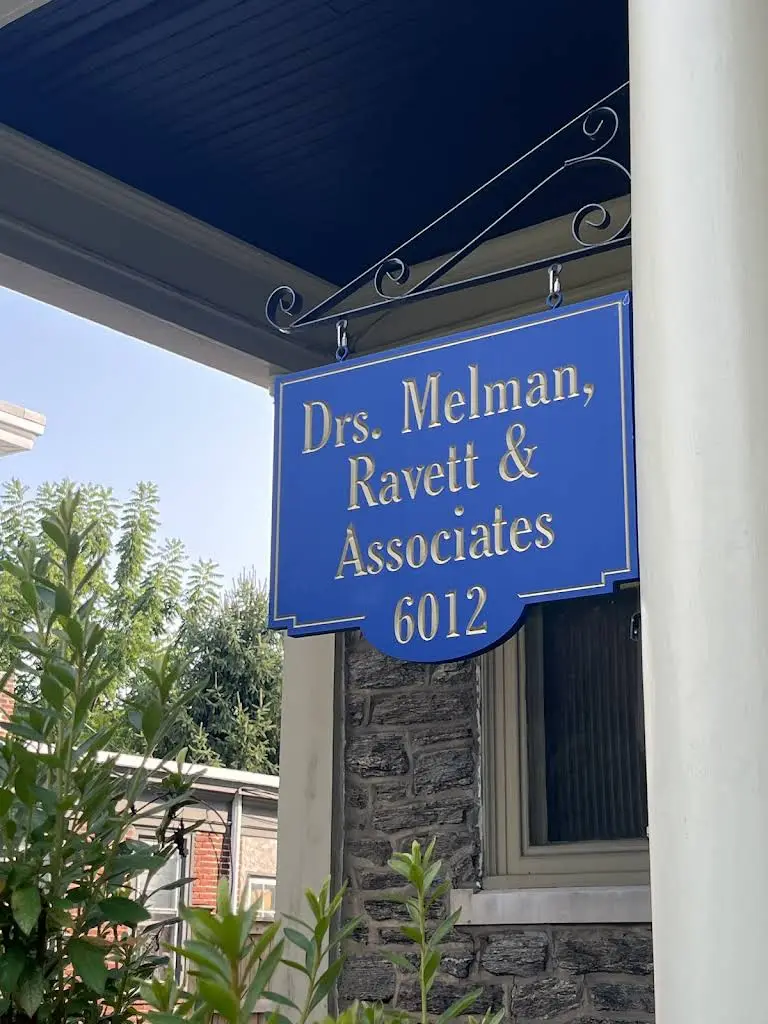 Drs. Melman,
Ravett &
Associates
6012